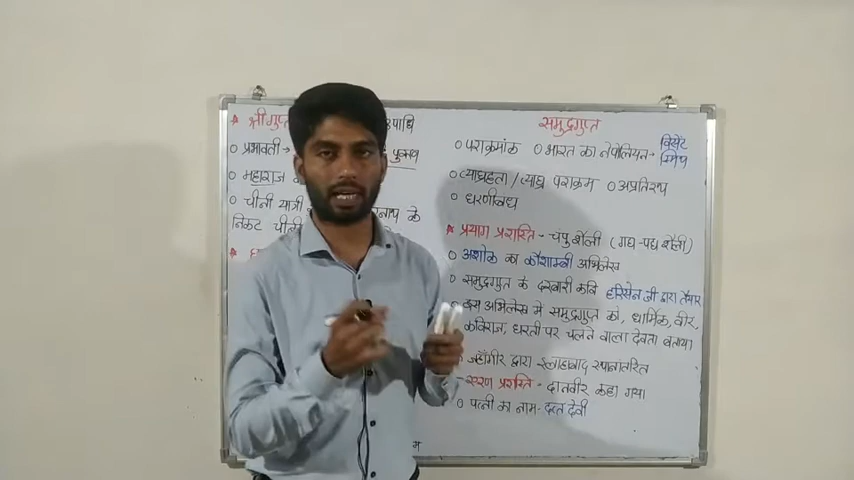 श्रीगुप्त
उपाधि
० प्रभावती →
पुरूगुप्त
० महाराज
० चीनी यात्री
सारनाथ के
निकट चीनी
समुद्रगुप्त
० पराक्रमांक ० भारत का नेपोलियन → विंसेंट स्मिथ
० व्याघ्रहंता / व्याघ्र पराक्रम ० अप्रतिरथ
० धरणीबंध
* प्रयाग प्रशस्ति - चंपू शैली (गद्य-पद्य शैली)
० अशोक का कौशाम्बी अभिलेख
० समुद्रगुप्त के दरबारी कवि हरिसेन जी द्वारा तैयार
० इस अभिलेख में समुद्रगुप्त को, धार्मिक, वीर,
कविराज, धरती पर चलने वाला देवता बताया
जहाँगीर द्वारा इलाहाबाद स्थानांतरित
एरण प्रशस्ति - दानवीर कहा गया
० पत्नी का नाम - दत्त देवी